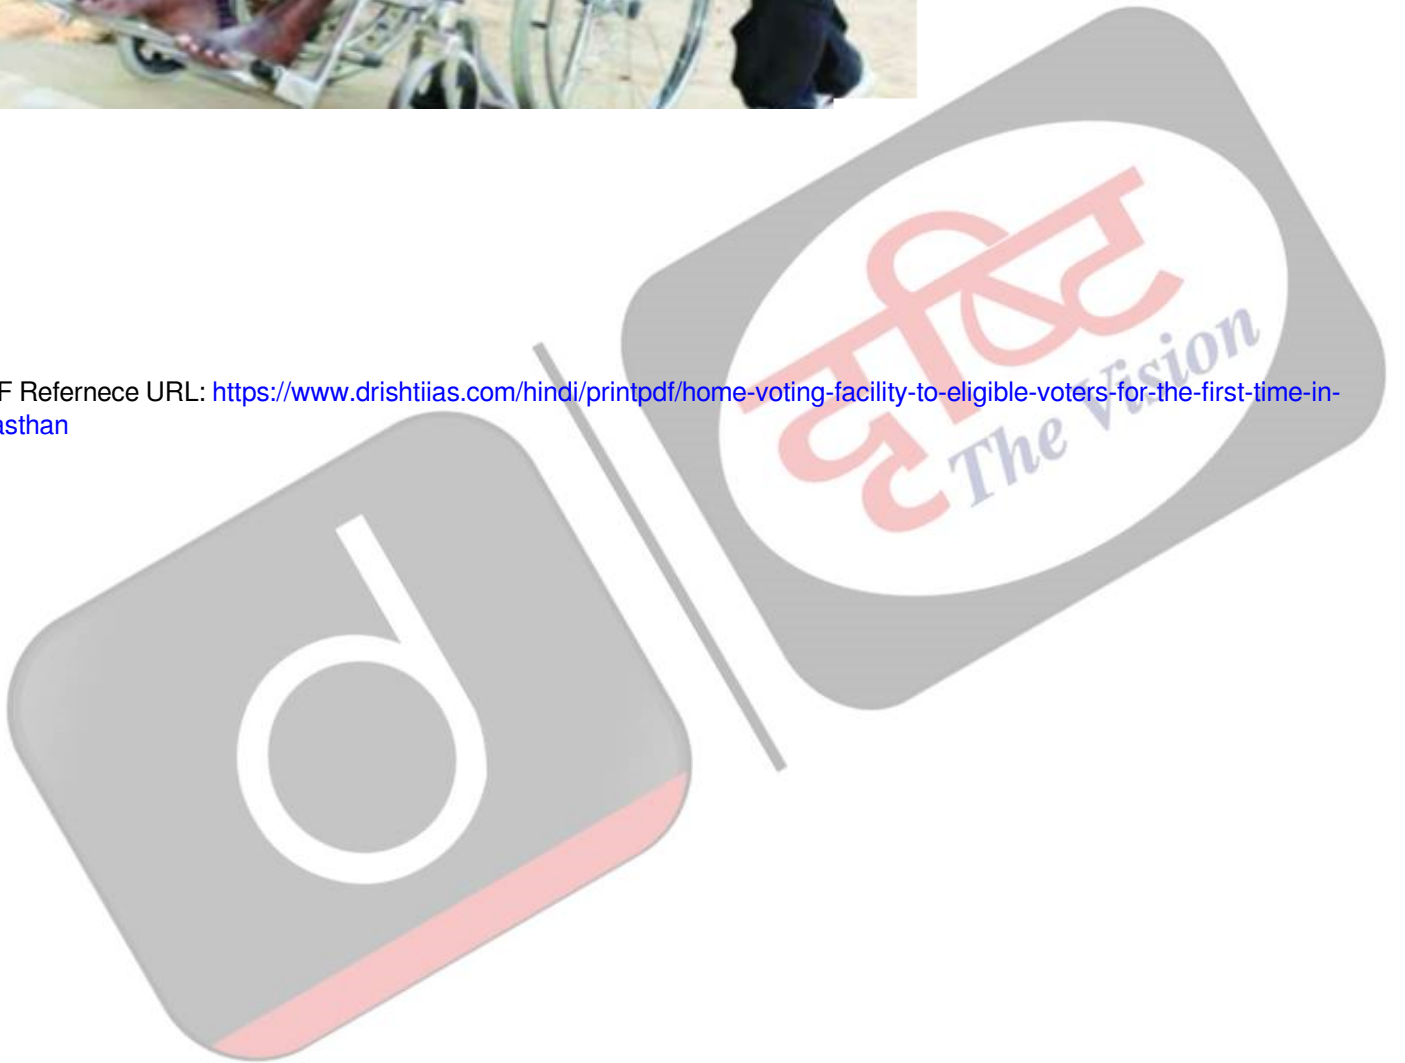 दृष्टि
The Vision
F Refernece URL: https://www.drishtiias.com/hindi/printpdf/home-voting-facility-to-eligible-voters-for-the-first-time-in-
asthan
d